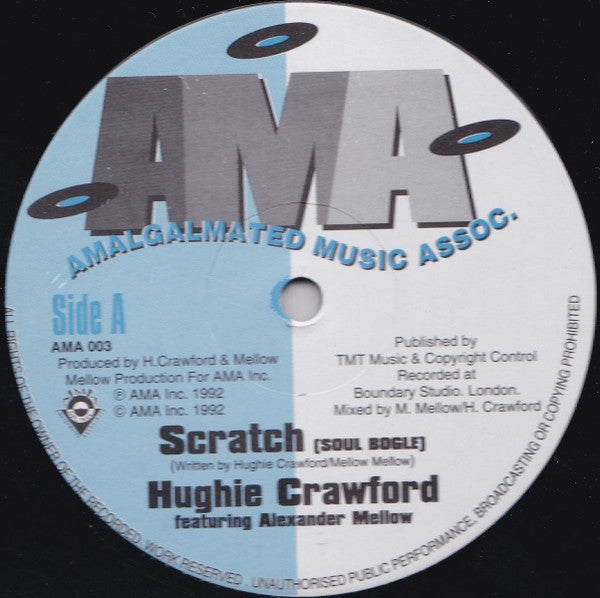 AMA
AMALGALMATED MUSIC ASSOC.
Side A
AMA 003
Produced by H.Crawford & Mellow
Mellow Production For AMA Inc.
℗ AMA Inc. 1992
© AMA Inc. 1992
Published by
TMT Music & Copyright Control
Recorded at
Boundary Studio. London.
Mixed by M. Mellow/H. Crawford
Scratch (SOUL BOGLE)
(Written by Hughie Crawford/Mellow Mellow)
Hughie Crawford
featuring Alexander Mellow
ALL RIGHTS OF THE OWNER OF THE RECORDED WORK RESERVED . UNAUTHORISED PUBLIC PERFORMANCE, BROADCASTING OR COPYING PROHIBITED